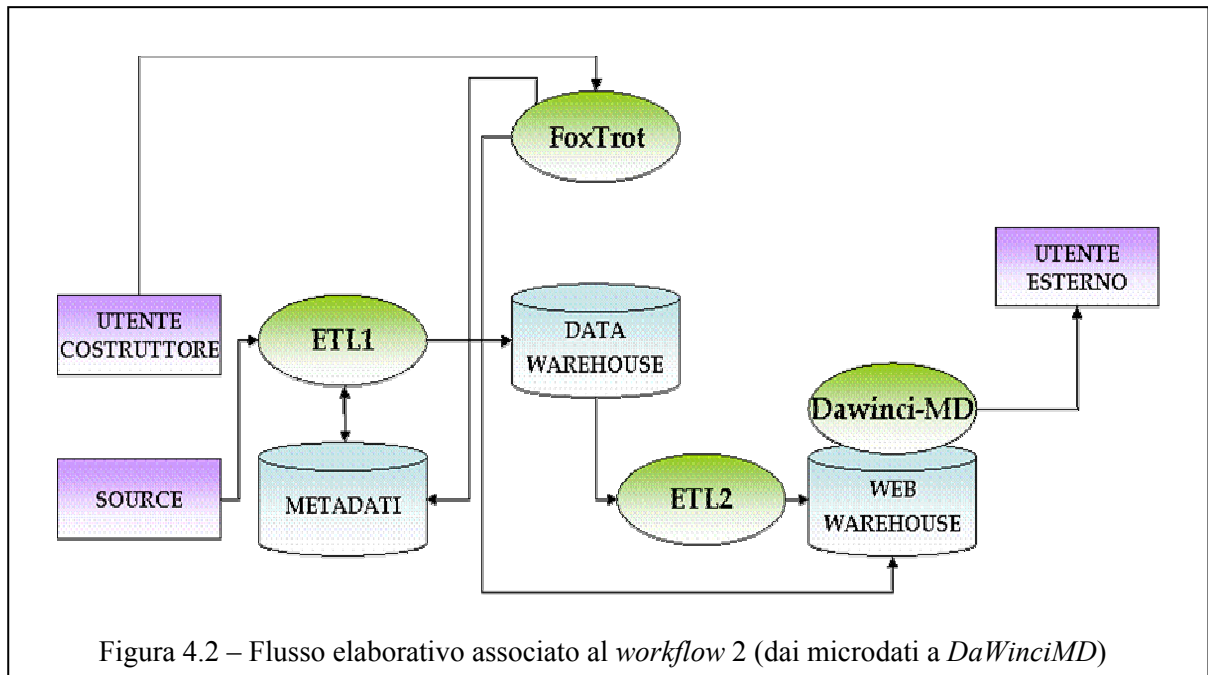 FoxTrot
UTENTE
ESTERNO
UTENTE
COSTRUTTORE
ETL1
DATA
WAREHOUSE
Dawinci-MD
SOURCE
METADATI
ETL2
WEB
WAREHOUSE
Figura 4.2 – Flusso elaborativo associato al workflow 2 (dai microdati a DaWinciMD)